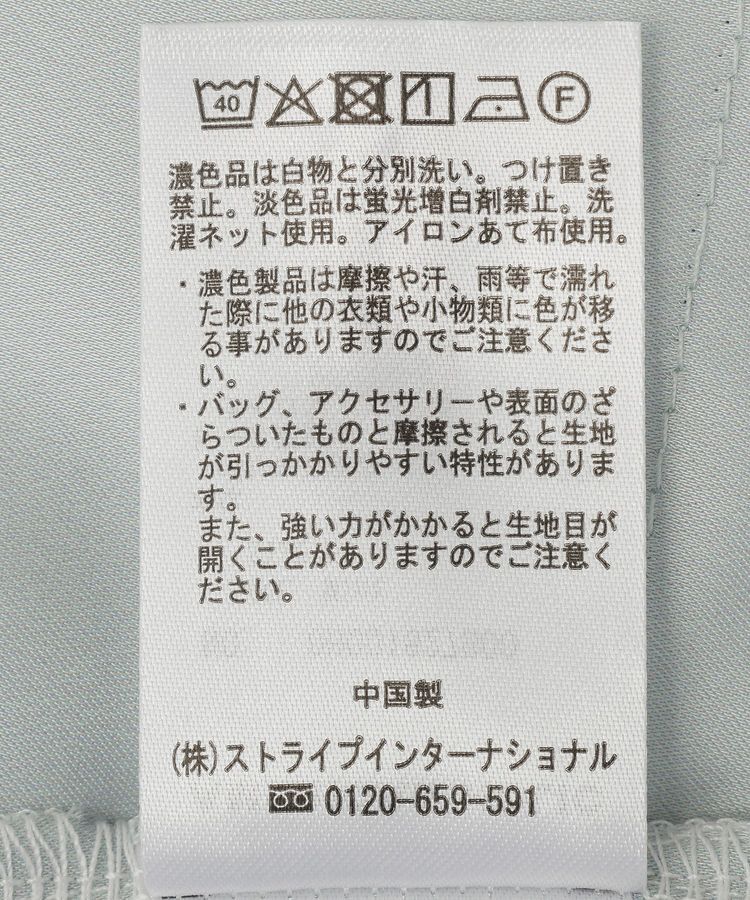 40 F
濃色品は白物と分別洗い。つけ置き
禁止。淡色品は蛍光増白剤禁止。洗
濯ネット使用。アイロンあて布使用。
・濃色製品は摩擦や汗、雨等で濡れ
た際に他の衣類や小物類に色が移
る事がありますのでご注意くださ
い。
・バッグ、アクセサリーや表面のざ
らついたものと摩擦されると生地
が引っかかりやすい特性がありま
す。
また、強い力がかかると生地目が
開くことがありますのでご注意く
ださい。
中国製
(株)ストライプインターナショナル
0120-659-591